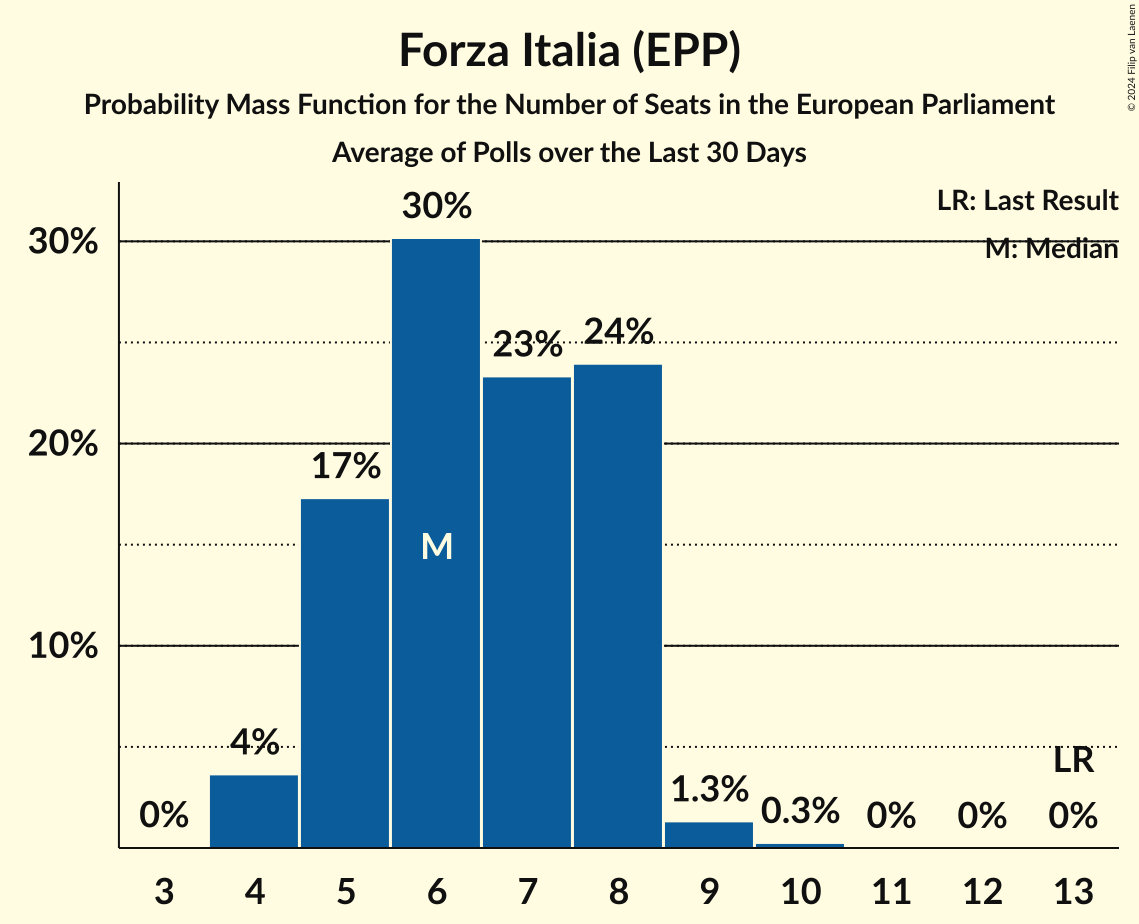 Forza Italia (EPP)
Probability Mass Function for the Number of Seats in the European Parliament
Average of Polls over the Last 30 Days
© 2024 Filip van Laenen
LR: Last Result
M: Median
30%
20%
10%
0%
4%
17%
30%
23%
24%
1.3%
0.3%
0%
0%
0%
LR
M
3 4 5 6 7 8 9 10 11 12 13